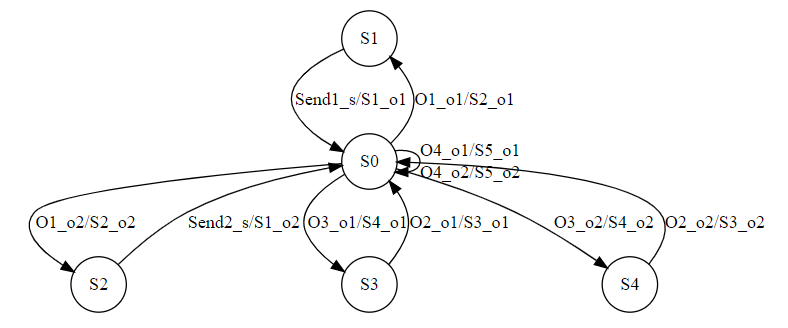 S1
Send1_s/S1_o1
O1_o1/S2_o1
S0
O4_o1/S5_o1
O4_o2/S5_o2
O1_o2/S2_o2
Send2_s/S1_o2
O3_o1/S4_o1
O2_o1/S3_o1
O3_o2/S4_o2
O2_o2/S3_o2
S2
S3
S4